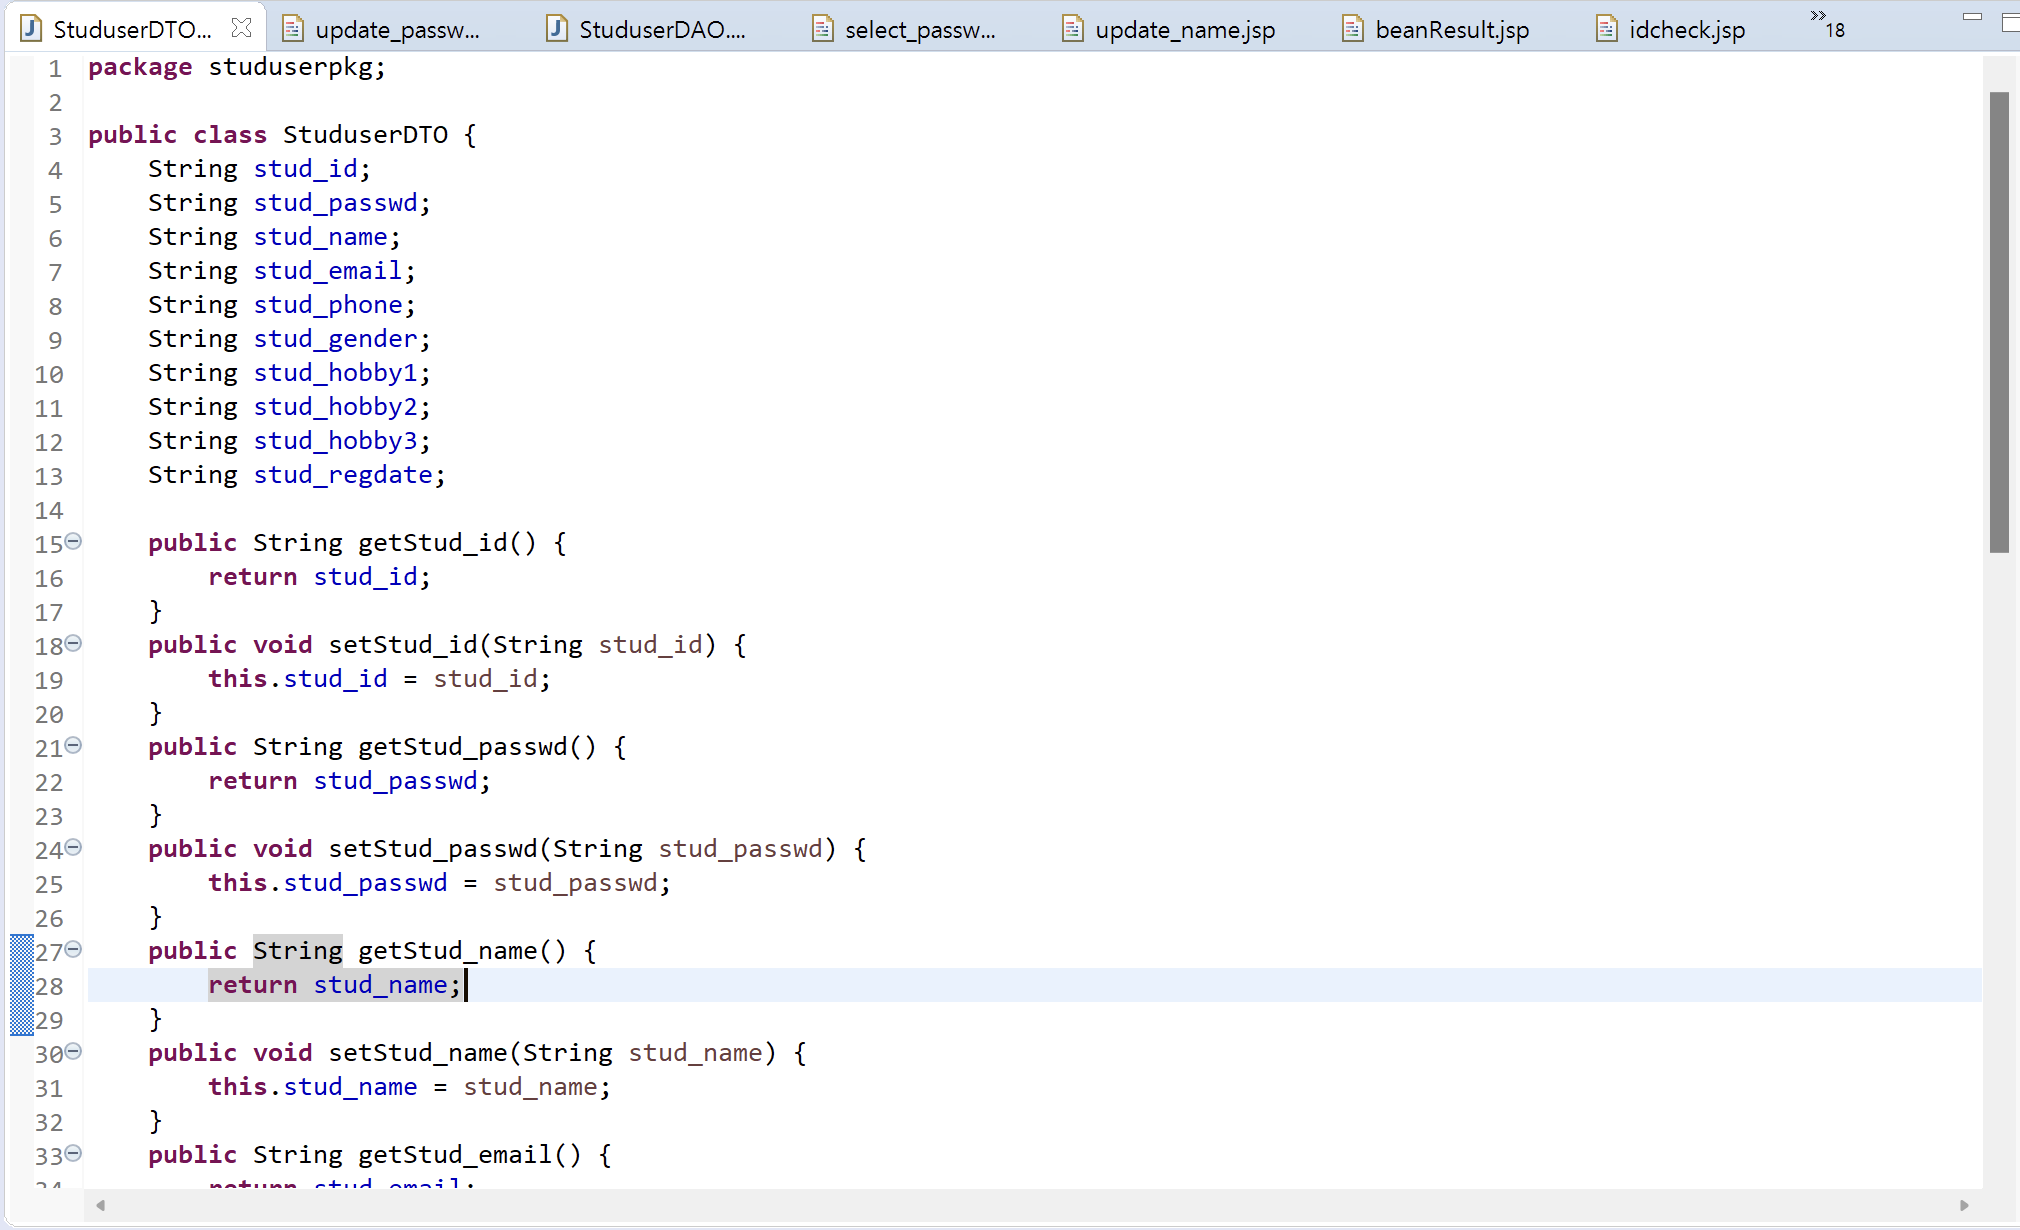 StuduserDTO...
update_passw...
StuduserDAO....
select_passw...
update_name.jsp
beanResult.jsp
idcheck.jsp
»18
1 package studuserpkg;
2
3 public class StuduserDTO {
4 String stud_id;
5 String stud_passwd;
6 String stud_name;
7 String stud_email;
8 String stud_phone;
9 String stud_gender;
10 String stud_hobby1;
11 String stud_hobby2;
12 String stud_hobby3;
13 String stud_regdate;
14
15 public String getStud_id() {
16 return stud_id;
17 }
18 public void setStud_id(String stud_id) {
19 this.stud_id = stud_id;
20 }
21 public String getStud_passwd() {
22 return stud_passwd;
23 }
24 public void setStud_passwd(String stud_passwd) {
25 this.stud_passwd = stud_passwd;
26 }
27 public String getStud_name() {
28 return stud_name;
29 }
30 public void setStud_name(String stud_name) {
31 this.stud_name = stud_name;
32 }
33 public String getStud_email() {
34 return stud_email;